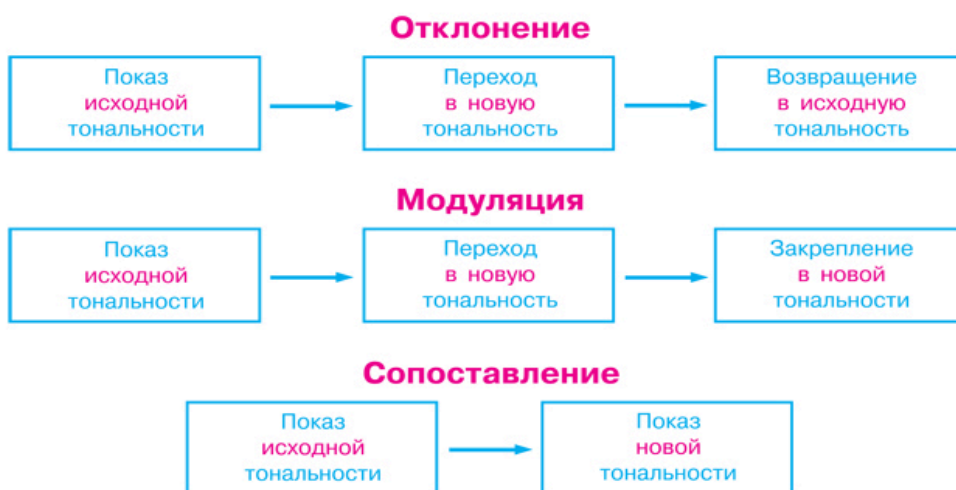 Отклонение
Показ
исходной
тональности
Переход
в новую
тональность
Возвращение
в исходную
тональность
Модуляция
Показ
исходной
тональности
Переход
в новую
тональность
Закрепление
в новой
тональности
Сопоставление
Показ
исходной
тональности
Показ
новой
тональности